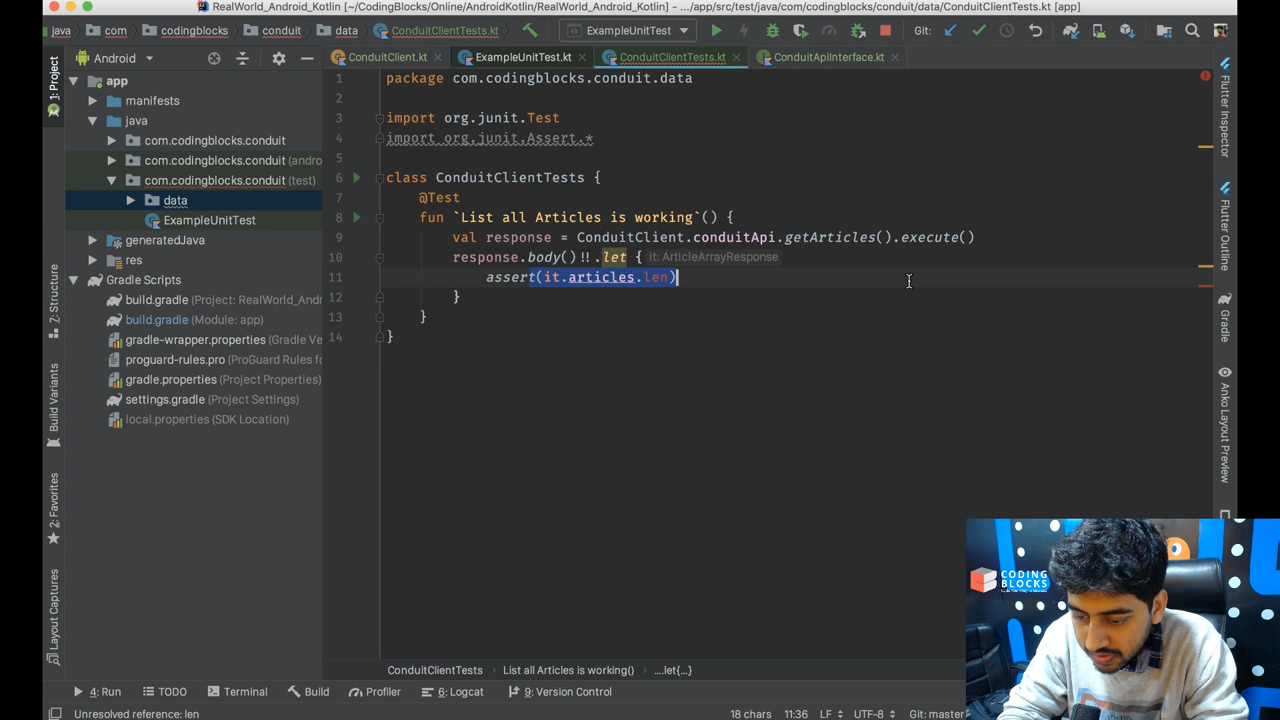 RealWorld_Android_Kotlin [~/CodingBlocks/Online/AndroidKotlin/RealWorld_Android_Kotlin] - .../app/src/test/java/com/codingblocks/conduit/data/ConduitClientTests.kt [app]
java com codingblocks conduit data ConduitClientTests.kt ExampleUnitTest Git:
Android ConduitClient.kt ExampleUnitTest.kt ConduitClientTests.kt ConduitApiInterface.kt
app
manifests
java
com.codingblocks.conduit
com.codingblocks.conduit (andro
com.codingblocks.conduit (test)
data
ExampleUnitTest
generatedJava
res
Gradle Scripts
build.gradle (Project: RealWorld_Andr
build.gradle (Module: app)
gradle-wrapper.properties (Gradle Ve
proguard-rules.pro (ProGuard Rules fo
gradle.properties (Project Properties)
settings.gradle (Project Settings)
local.properties (SDK Location)
1: Project
7: Structure
Build Variants
2: Favorites
Layout Captures
1 package com.codingblocks.conduit.data
2
3 import org.junit.Test
4 import org.junit.Assert.*
5
6 class ConduitClientTests {
7 @Test
8 fun `List all Articles is working`() {
9 val response = ConduitClient.conduitApi.getArticles().execute()
10 response.body()!!.let { it: ArticleArrayResponse
11 assert(it.articles.len)
12 }
13 }
14 }
Flutter Inspector
Flutter Outline
Gradle
Anko Layout Preview
CODING
BLOCKS
ConduitClientTests List all Articles is working() ....let{...}
4: Run TODO Terminal Build Profiler 6: Logcat 9: Version Control
Unresolved reference: len 18 chars 11:36 LF UTF-8 Git: master